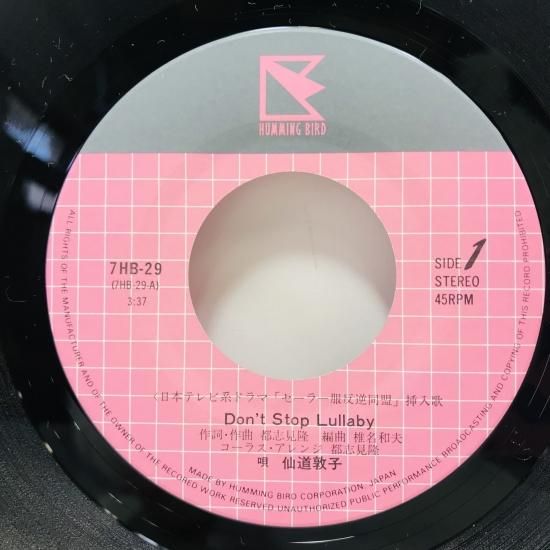 HUMMING BIRD
7HB-29
(7HB-29-A)
3:37
SIDE 1
STEREO
45RPM
〈日本テレビ系ドラマ「セーラー服反逆同盟」挿入歌
Don't Stop Lullaby
作詞・作曲 都志見隆 編曲 椎名和夫
コーラス・アレンジ 都志見隆
唄 仙道敦子
MADE BY HUMMING BIRD CORPORATION, JAPAN
ALL RIGHTS OF THE MANUFACTURER AND OF THE OWNER OF THE RECORDED WORK RESERVED UNAUTHORIZED PUBLIC PERFORMANCE BROADCASTING AND COPYING OF THIS RECORD PROHIBITED